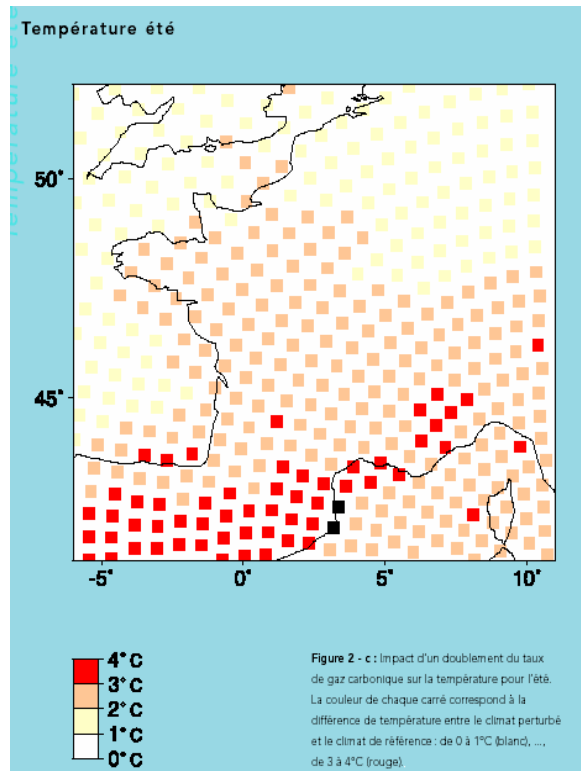 Température été
Température été
50°
45°
-5° 0° 5° 10°
4°C
3°C
2°C
1°C
0°C
Figure 2 - c : Impact d'un doublement du taux
de gaz carbonique sur la température pour l'été.
La couleur de chaque carré correspond à la
différence de température entre le climat perturbé
et le climat de référence : de 0 à 1°C (blanc), ...,
de 3 à 4°C (rouge).